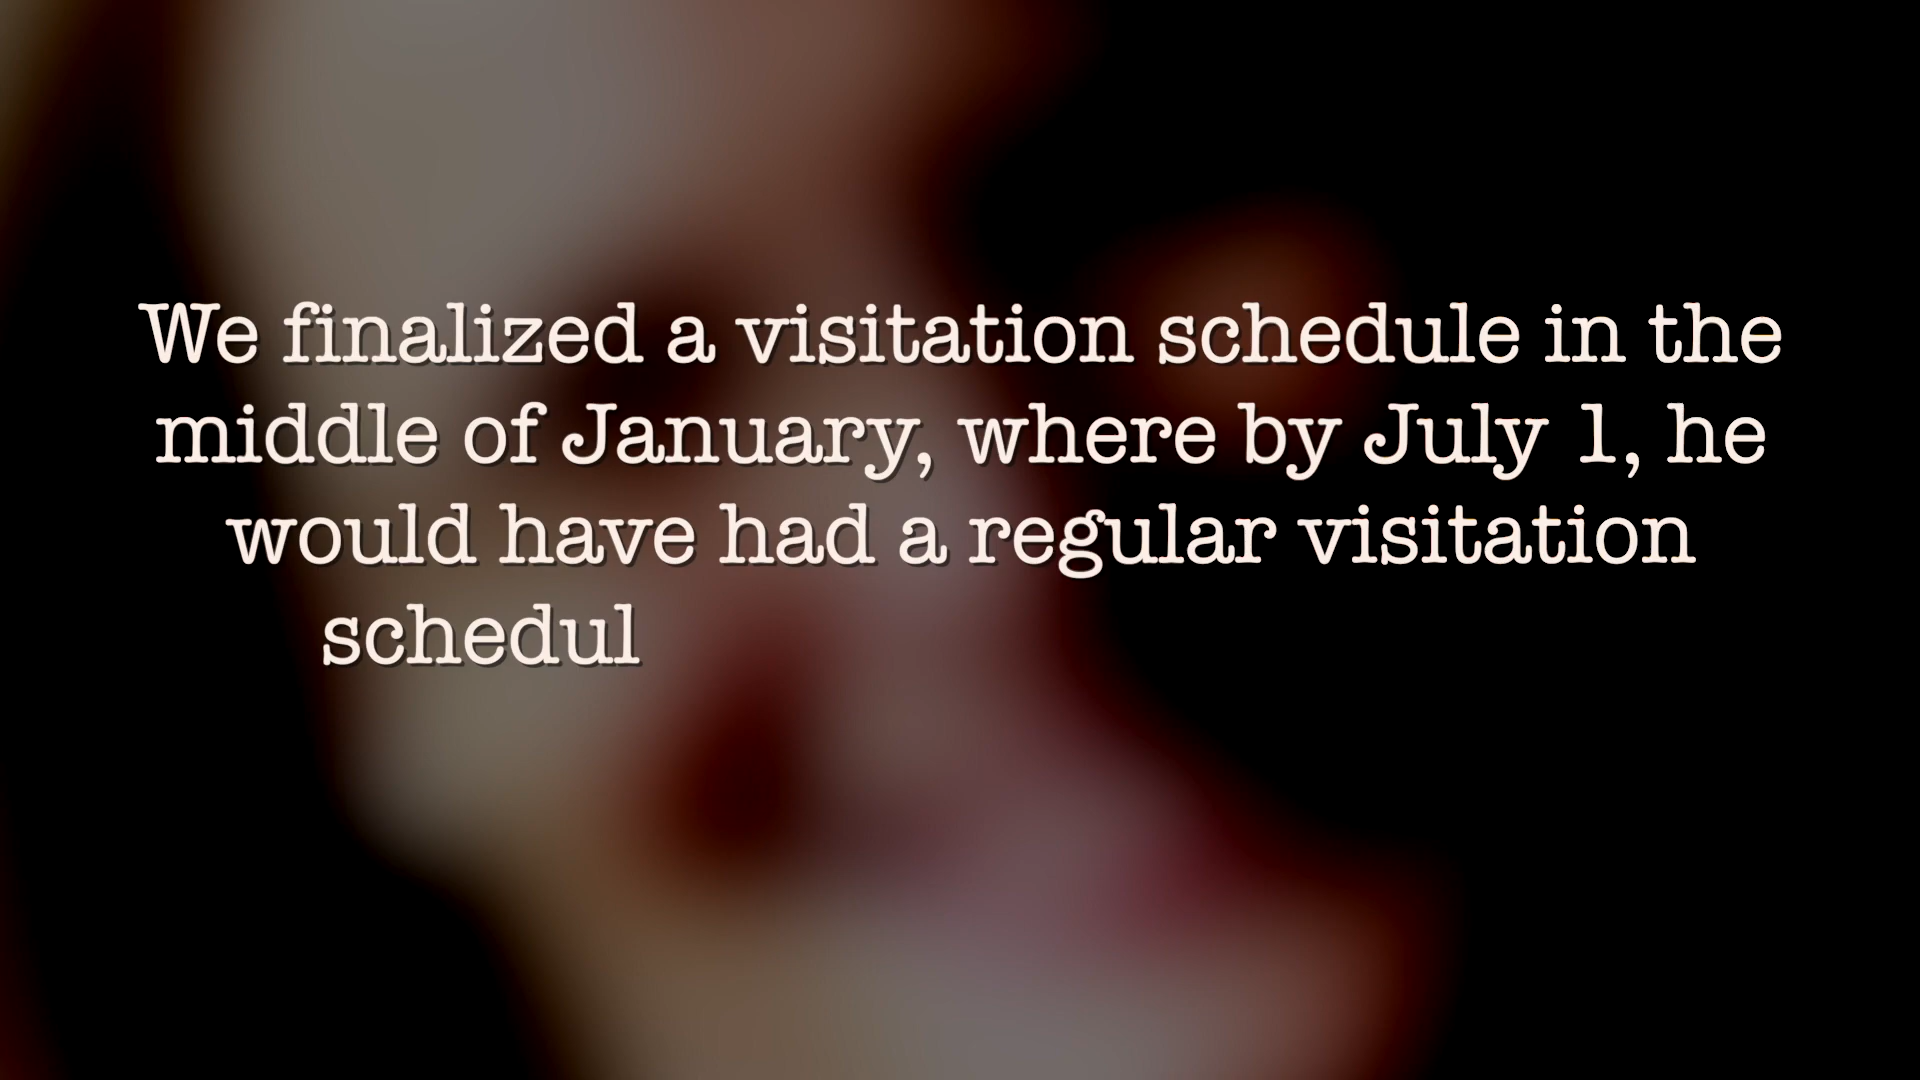 We finalized a visitation schedule in the
middle of January, where by July 1, he
would have had a regular visitation
schedul